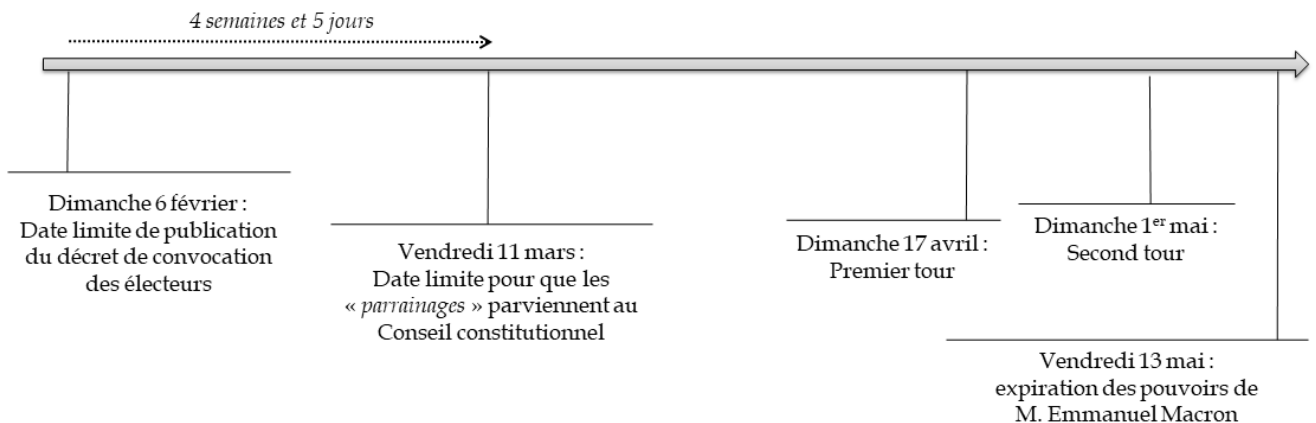 4 semaines et 5 jours
Dimanche 6 février :
Date limite de publication
du décret de convocation
des électeurs
Vendredi 11 mars :
Date limite pour que les
« parrainages » parviennent au
Conseil constitutionnel
Dimanche 17 avril :
Premier tour
Dimanche 1er mai :
Second tour
Vendredi 13 mai :
expiration des pouvoirs de
M. Emmanuel Macron